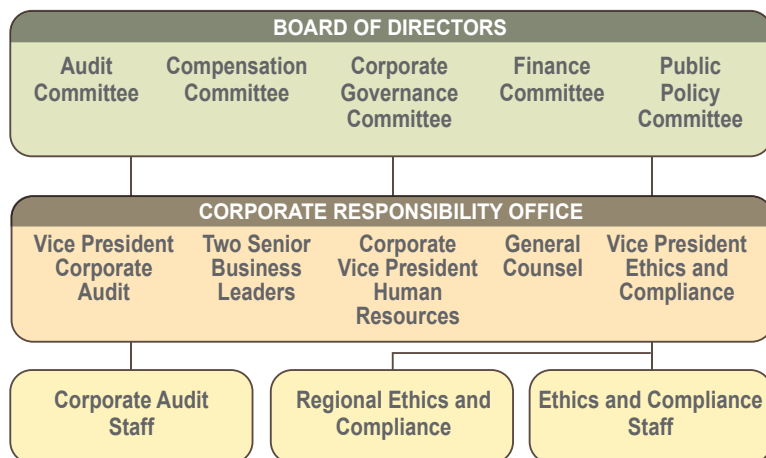 BOARD OF DIRECTORS
Audit
Committee
Compensation
Committee
Corporate
Governance
Committee
Finance
Committee
Public
Policy
Committee
CORPORATE RESPONSIBILITY OFFICE
Vice President
Corporate
Audit
Two Senior
Business
Leaders
Corporate
Vice President
Human
Resources
General
Counsel
Vice President
Ethics and
Compliance
Corporate Audit
Staff
Regional Ethics and
Compliance
Ethics and Compliance
Staff